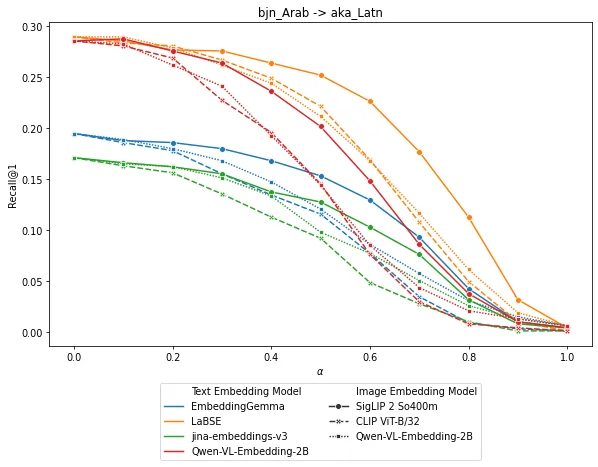 bjn_Arab -> aka_Latn
Recall@1
0.30
0.25
0.20
0.15
0.10
0.05
0.00
0.0 0.2 0.4 0.6 0.8 1.0
α
Text Embedding Model
EmbeddingGemma
LaBSE
jina-embeddings-v3
Qwen-VL-Embedding-2B
Image Embedding Model
SigLIP 2 So400m
CLIP ViT-B/32
Qwen-VL-Embedding-2B